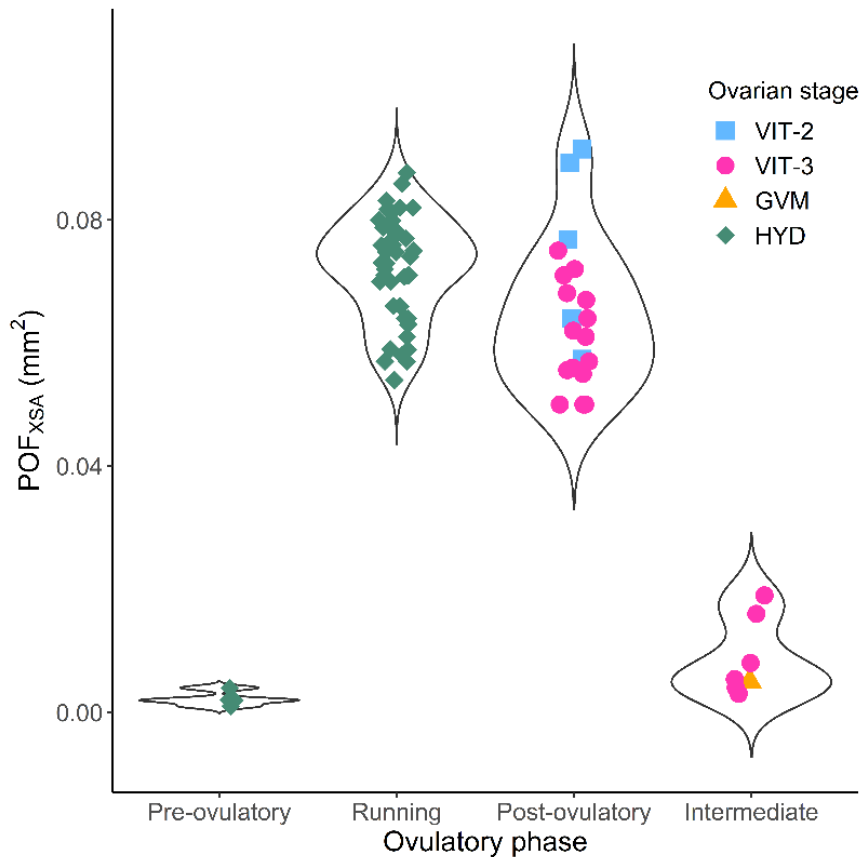 Ovarian stage
VIT-2
VIT-3
GVM
HYD
0.08
0.04
0.00
POFXSA (mm2)
Pre-ovulatory Running Post-ovulatory Intermediate
Ovulatory phase